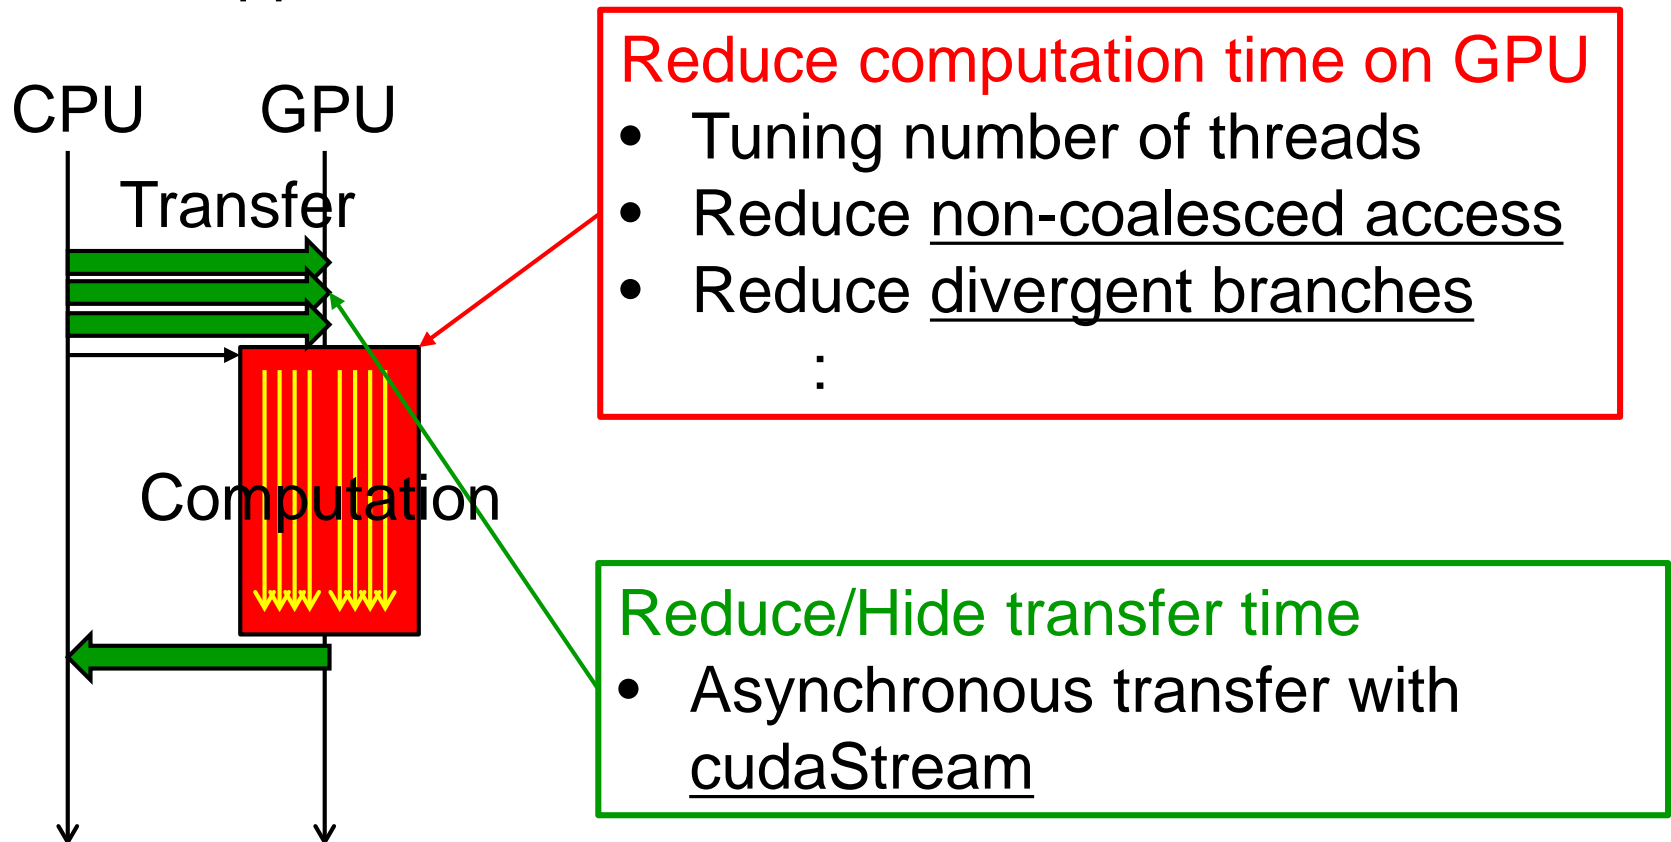 CPU
GPU
Transfer
Computation
Reduce computation time on GPU
• Tuning number of threads
• Reduce non-coalesced access
• Reduce divergent branches
:
Reduce/Hide transfer time
• Asynchronous transfer with
cudaStream